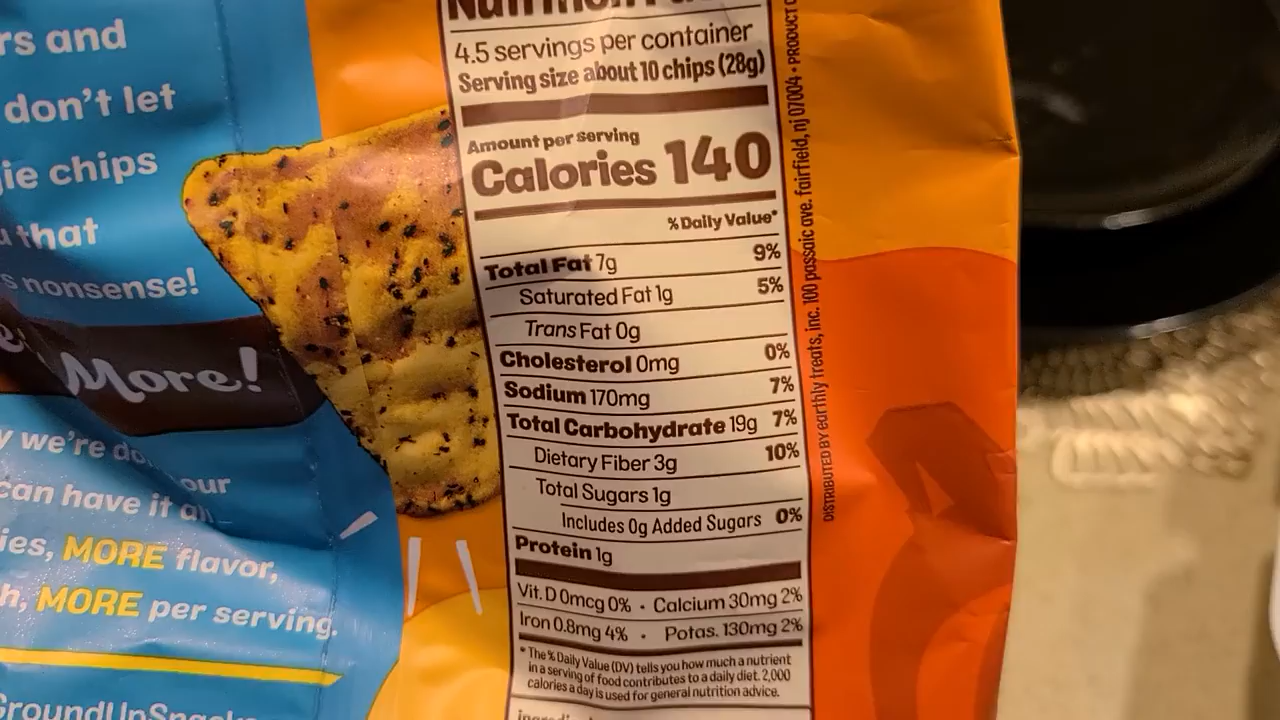 rs and
don't let
gie chips
that
s nonsense!
More!
y we're do
our
can have it all
ies, MORE flavor,
h, MORE per serving.
GroundUpSnacks
4.5 servings per container
Serving size about 10 chips (28g)
Amount per serving
Calories 140
% Daily Value*
Total Fat 7g 9%
Saturated Fat 1g 5%
Trans Fat 0g
Cholesterol 0mg 0%
Sodium 170mg 7%
Total Carbohydrate 19g 7%
Dietary Fiber 3g 10%
Total Sugars 1g
Includes 0g Added Sugars 0%
Protein 1g
Vit. D 0mcg 0% • Calcium 30mg 2%
Iron 0.8mg 4% • Potas. 130mg 2%
* The % Daily Value (DV) tells you how much a nutrient
in a serving of food contributes to a daily diet. 2,000
calories a day is used for general nutrition advice.
DISTRIBUTED BY earthly treats, inc. 100 passaic ave. fairfield, nj 07004 • PRODUCT